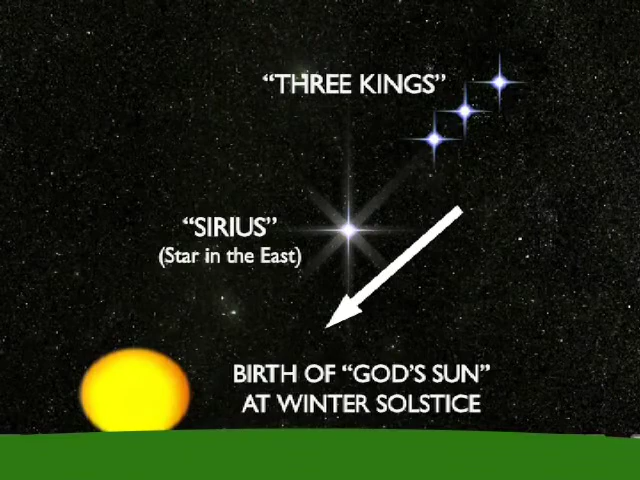 “THREE KINGS”
“SIRIUS”
(Star in the East)
BIRTH OF “GOD’S SUN”
AT WINTER SOLSTICE